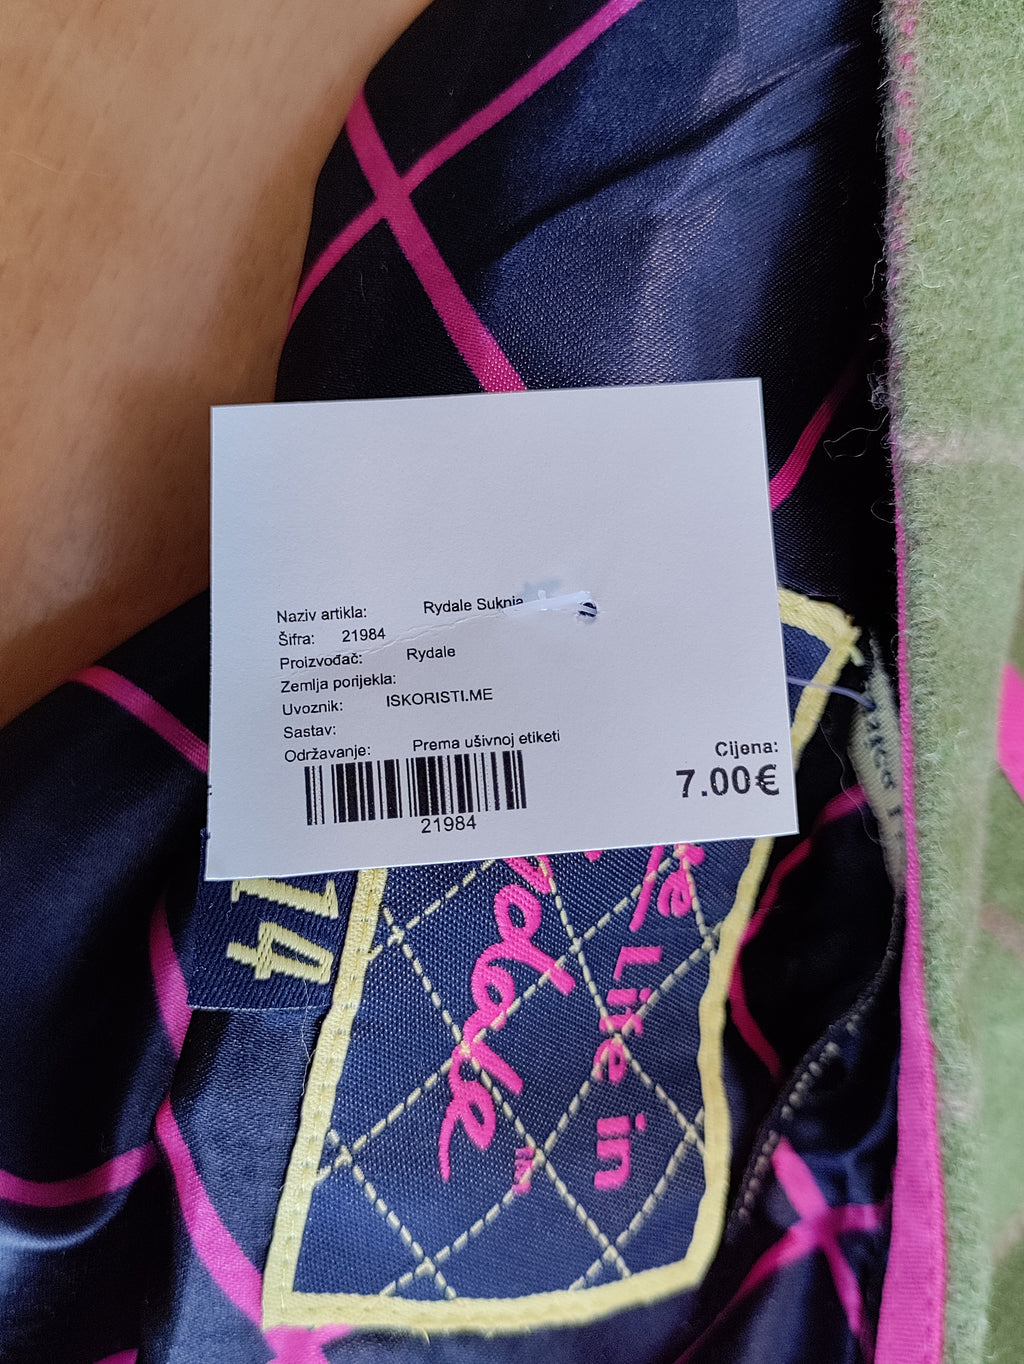 Naziv artikla: Rydale Suknja
Šifra: 21984
Proizvođač: Rydale
Zemlja porijekla:
Uvoznik: ISKORISTI.ME
Sastav:
Održavanje: Prema ušivnoj etiketi
Cijena:
7.00€
21984
14
Life in